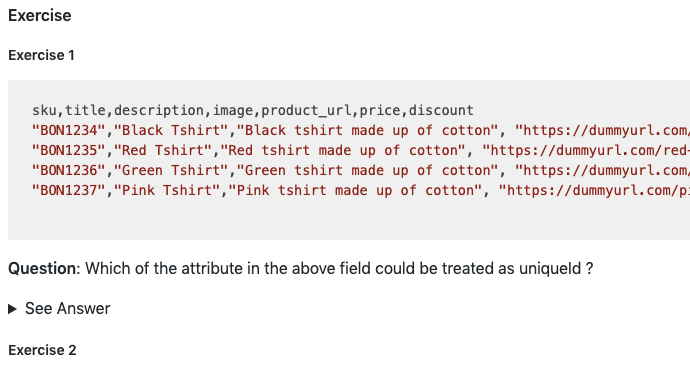 Exercise
Exercise 1
sku,title,description,image,product_url,price,discount
"BON1234","Black Tshirt","Black tshirt made up of cotton", "https://dummyurl.com/
"BON1235","Red Tshirt","Red tshirt made up of cotton", "https://dummyurl.com/red-
"BON1236","Green Tshirt","Green tshirt made up of cotton", "https://dummyurl.com/
"BON1237","Pink Tshirt","Pink tshirt made up of cotton", "https://dummyurl.com/pi
Question: Which of the attribute in the above field could be treated as uniqueId ?
See Answer
Exercise 2